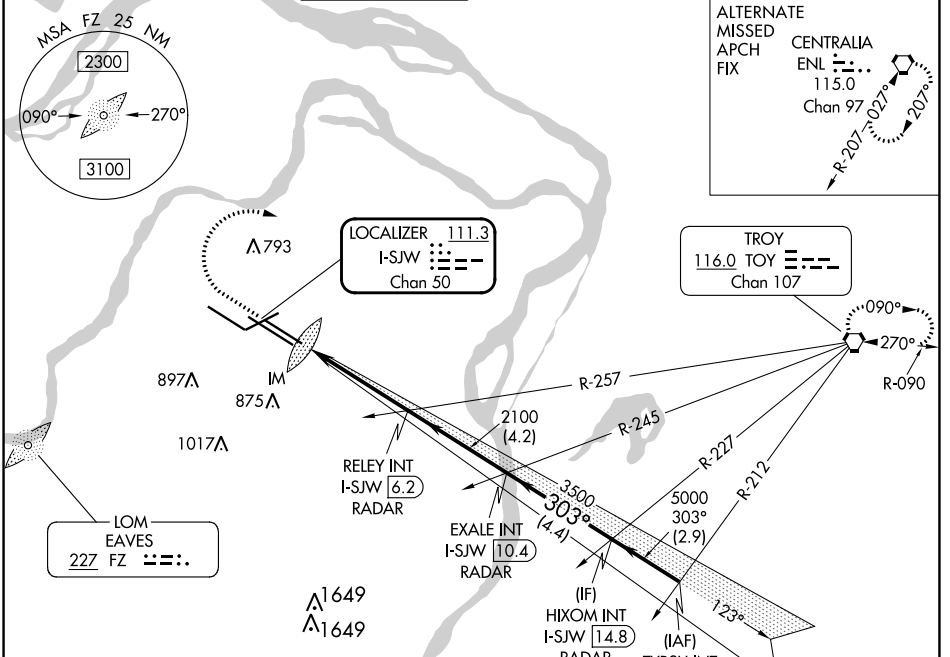 MSA FZ 25 NM
2300
090°
270°
3100
ALTERNATE
MISSED
APCH
FIX
CENTRALIA
ENL
115.0
Chan 97
R-207
027°
207°
793
LOCALIZER 111.3
I-SJW
Chan 50
TROY
116.0 TOY
Chan 107
090°
270°
R-090
897
IM
875
1017
R-257
2100
(4.2)
R-245
R-227
R-212
RELEY INT
I-SJW 6.2
RADAR
3500
303°
(4.4)
5000
303°
(2.9)
EXALE INT
I-SJW 10.4
RADAR
LOM
EAVES
227 FZ
1649
1649
(IF)
HIXOM INT
I-SJW 14.8
RADAR
(IAF)
123°